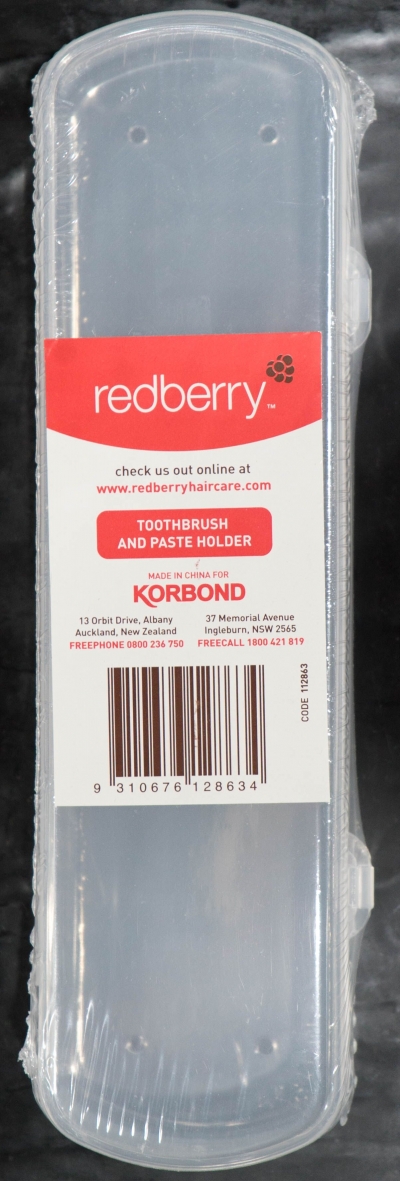 redberry™
check us out online at
www.redberryhaircare.com
TOOTHBRUSH
AND PASTE HOLDER
MADE IN CHINA FOR
KORBOND
13 Orbit Drive, Albany
Auckland, New Zealand
FREEPHONE 0800 236 750
37 Memorial Avenue
Ingleburn, NSW 2565
FREECALL 1800 421 819
CODE 112863
9 310676 128634